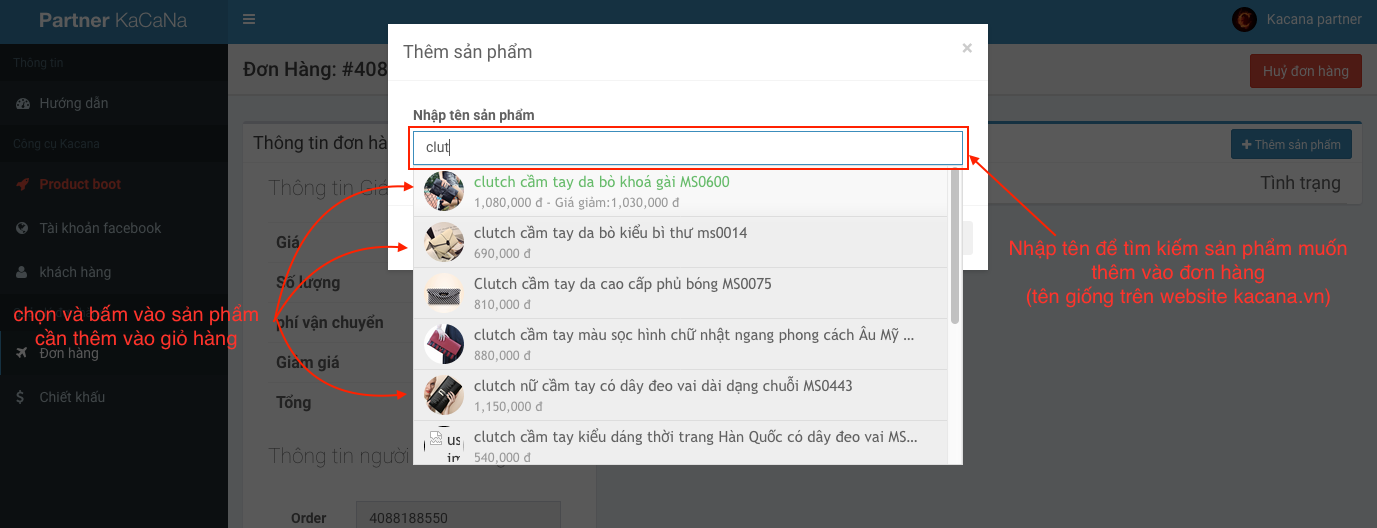 Partner KaCaNa
Kacana partner
Thêm sản phẩm
×
Thông tin
Đơn Hàng: #408
Huỷ đơn hàng
Hướng dẫn
Nhập tên sản phẩm
Công cụ Kacana
Thông tin đơn hà
clut
Thêm sản phẩm
Product boot
Thông tin Giá
clutch cầm tay da bò khoá gài MS0600
1,080,000 đ - Giá giảm:1,030,000 đ
Tình trạng
Tài khoản facebook
Giá
clutch cầm tay da bò kiểu bì thư ms0014
690,000 đ
Nhập tên để tìm kiếm sản phẩm muốn
thêm vào đơn hàng
(tên giống trên website kacana.vn)
khách hàng
Số lượng
Clutch cầm tay da cao cấp phủ bóng MS0075
810,000 đ
chọn và bấm vào sản phẩm
cần thêm vào giỏ hàng
phí vận chuyển
clutch cầm tay màu sọc hình chữ nhật ngang phong cách Âu Mỹ ...
880,000 đ
Đơn hàng
Giảm giá
clutch nữ cầm tay có dây đeo vai dài dạng chuỗi MS0443
1,150,000 đ
Chiết khấu
Tổng
clutch cầm tay kiểu dáng thời trang Hàn Quốc có dây đeo vai MS...
540,000 đ
us
im
Thông tin người
Order
4088188550